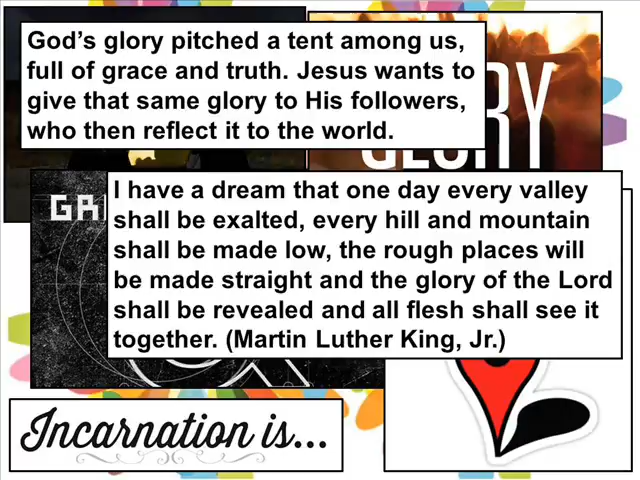 God's glory pitched a tent among us,
full of grace and truth. Jesus wants to
give that same glory to His followers,
who then reflect it to the world.
GLORY
I have a dream that one day every valley
shall be exalted, every hill and mountain
shall be made low, the rough places will
be made straight and the glory of the Lord
shall be revealed and all flesh shall see it
together. (Martin Luther King, Jr.)
Incarnation is...